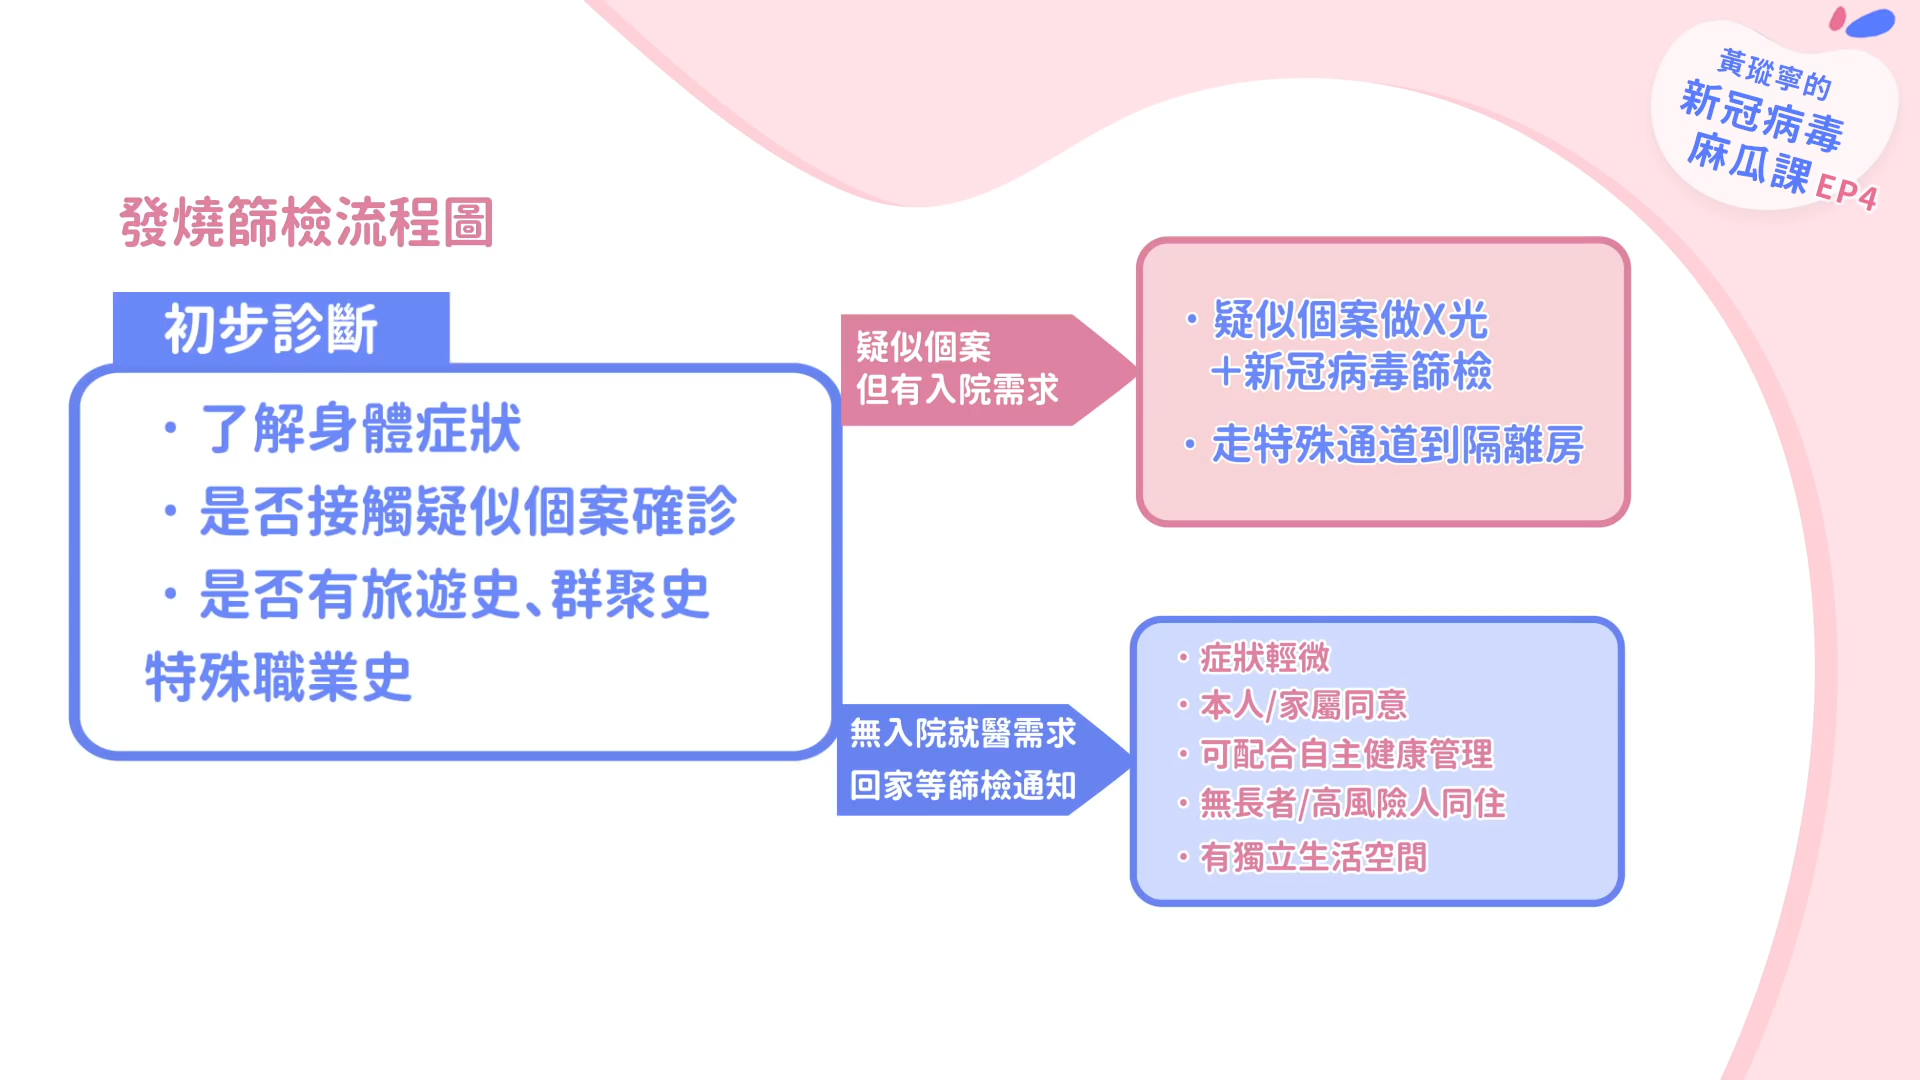 黃瑽寧的
新冠病毒
麻瓜課EP4
發燒篩檢流程圖
初步診斷
・了解身體症狀
・是否接觸疑似個案確診
・是否有旅遊史、群聚史
特殊職業史
疑似個案
但有入院需求
・疑似個案做X光
+新冠病毒篩檢
・走特殊通道到隔離房
無入院就醫需求
回家等篩檢通知
・症狀輕微
・本人/家屬同意
・可配合自主健康管理
・無長者/高風險人同住
・有獨立生活空間